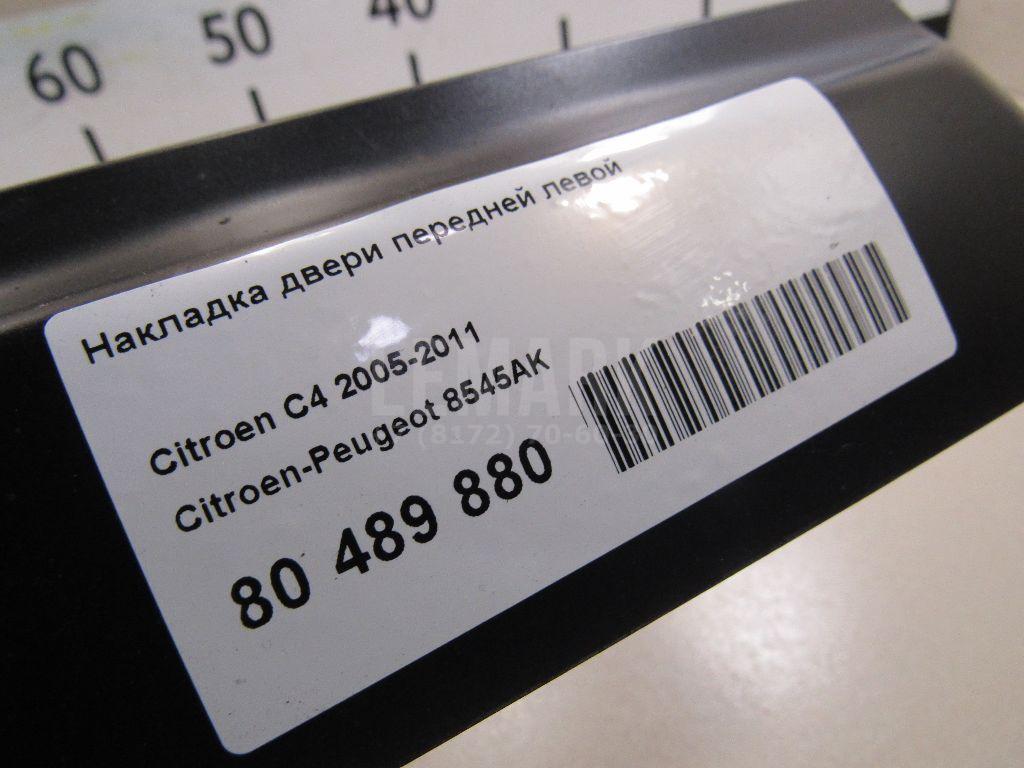 60 50 40
Накладка двери передней левой
Citroen C4 2005-2011
Citroen-Peugeot 8545AK
80 489 880